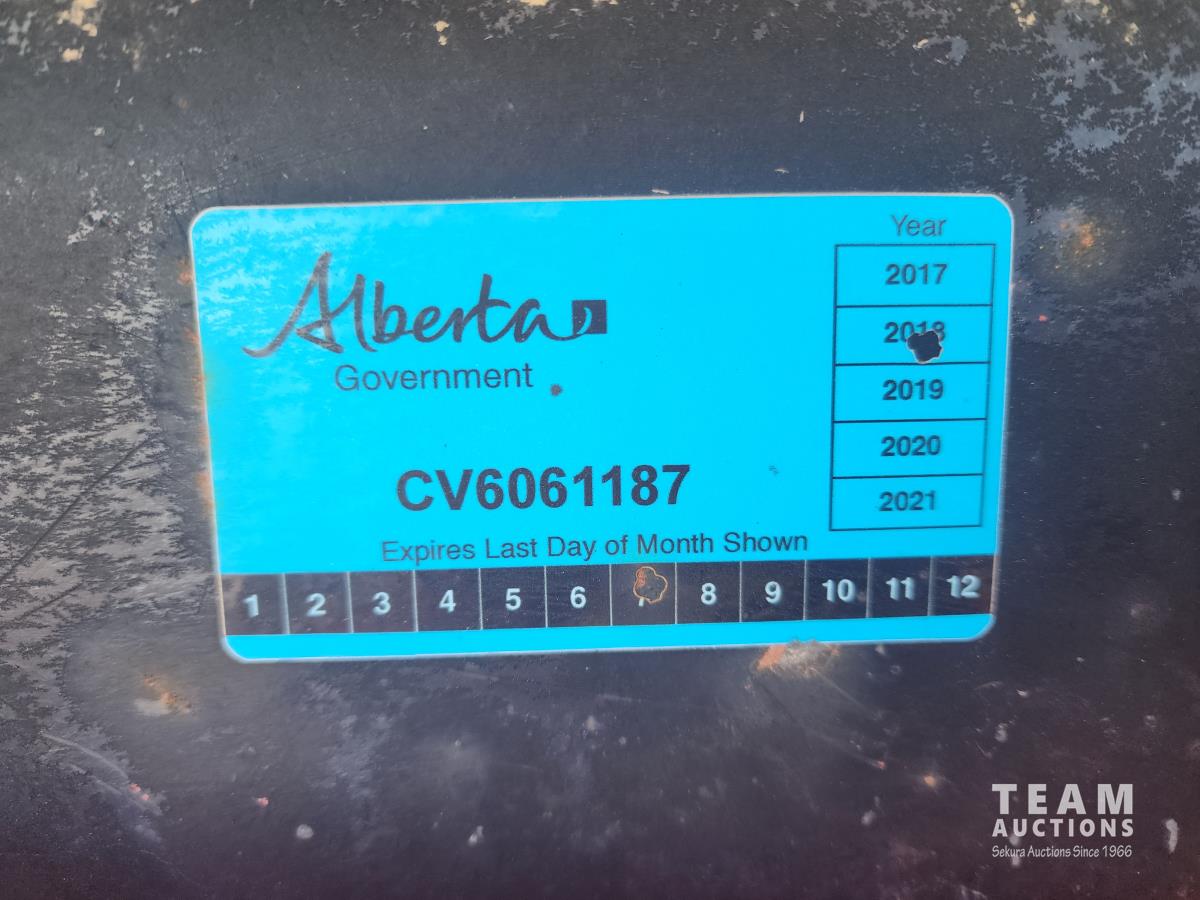 Alberta
Government
CV6061187
Expires Last Day of Month Shown
Year
2017
2018
2019
2020
2021
1 2 3 4 5 6 7 8 9 10 11 12
TEAM
AUCTIONS
Sekura Auctions Since 1966